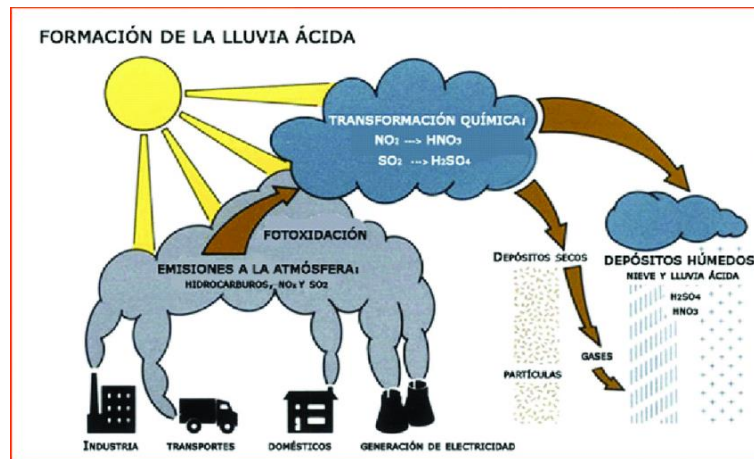 FORMACIÓN DE LA LLUVIA ÁCIDA
TRANSFORMACIÓN QUÍMICA:
NO₂ ---> HNO₃
SO₂ ---> H₂SO₄
FOTOXIDACIÓN
EMISIONES A LA ATMÓSFERA:
HIDROCARBUROS, NO₂ Y SO₂
DEPÓSITOS SECOS
DEPÓSITOS HÚMEDOS
NIEVE Y LLUVIA ÁCIDA
H₂SO₄
HNO₃
GASES
PARTÍCULAS
INDUSTRIA
TRANSPORTES
DOMÉSTICOS
GENERACIÓN DE ELECTRICIDAD